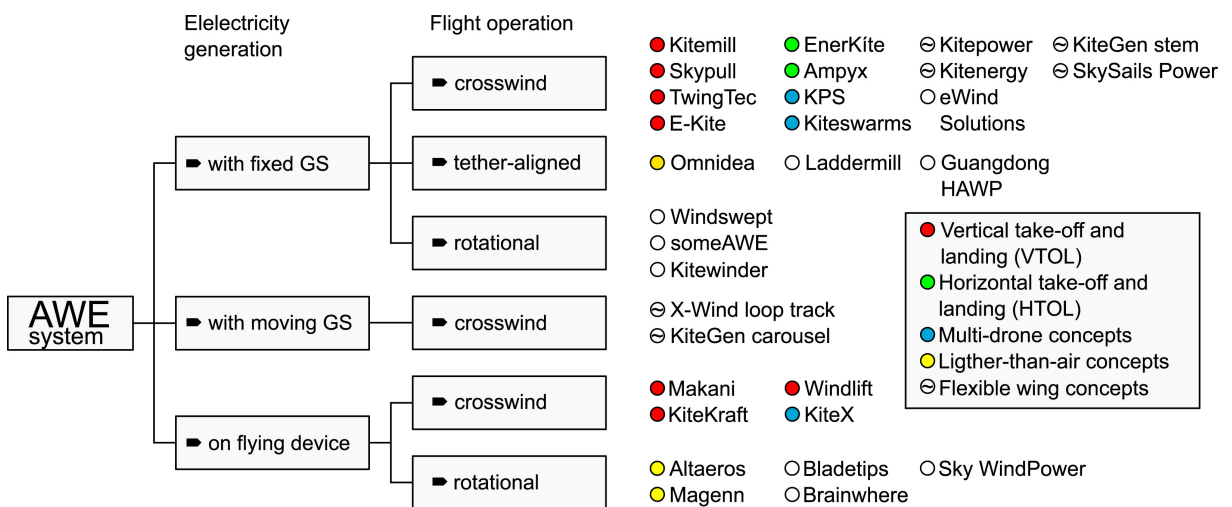 Elelectricity
generation
Flight operation
AWE
system
with fixed GS
crosswind
Kitemill EnerKíte Kitepower KiteGen stem
Skypull Ampyx Kitenergy SkySails Power
TwingTec KPS eWind
E-Kite Kiteswarms Solutions
tether-aligned
Omnidea Laddermill Guangdong
HAWP
rotational
Windswept
someAWE
Kitewinder
with moving GS
crosswind
X-Wind loop track
KiteGen carousel
on flying device
crosswind
Makani Windlift
KiteKraft KiteX
rotational
Altaeros Bladetips Sky WindPower
Magenn Brainwhere
Vertical take-off and
landing (VTOL)
Horizontal take-off and
landing (HTOL)
Multi-drone concepts
Ligther-than-air concepts
Flexible wing concepts